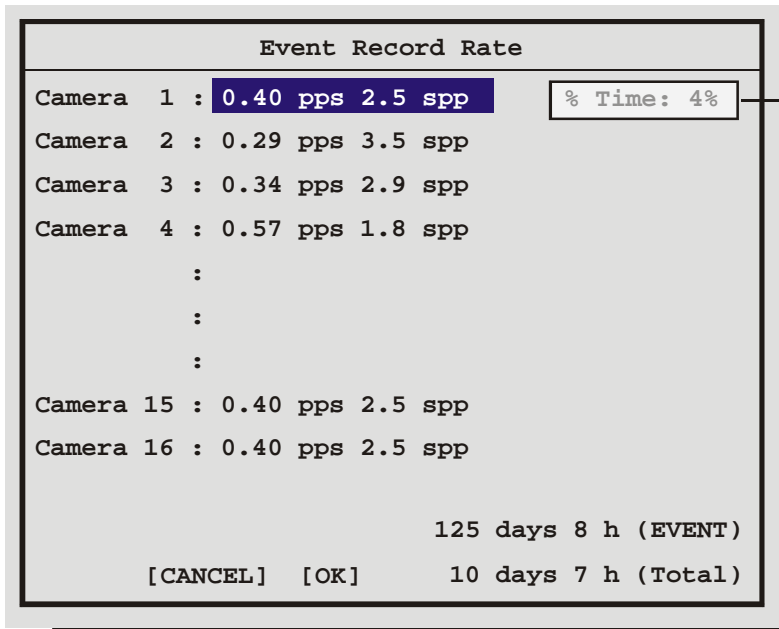 Event Record Rate
Camera 1 : 0.40 pps 2.5 spp % Time: 4%
Camera 2 : 0.29 pps 3.5 spp
Camera 3 : 0.34 pps 2.9 spp
Camera 4 : 0.57 pps 1.8 spp
:
:
:
Camera 15 : 0.40 pps 2.5 spp
Camera 16 : 0.40 pps 2.5 spp
125 days 8 h (EVENT)
[CANCEL] [OK] 10 days 7 h (Total)